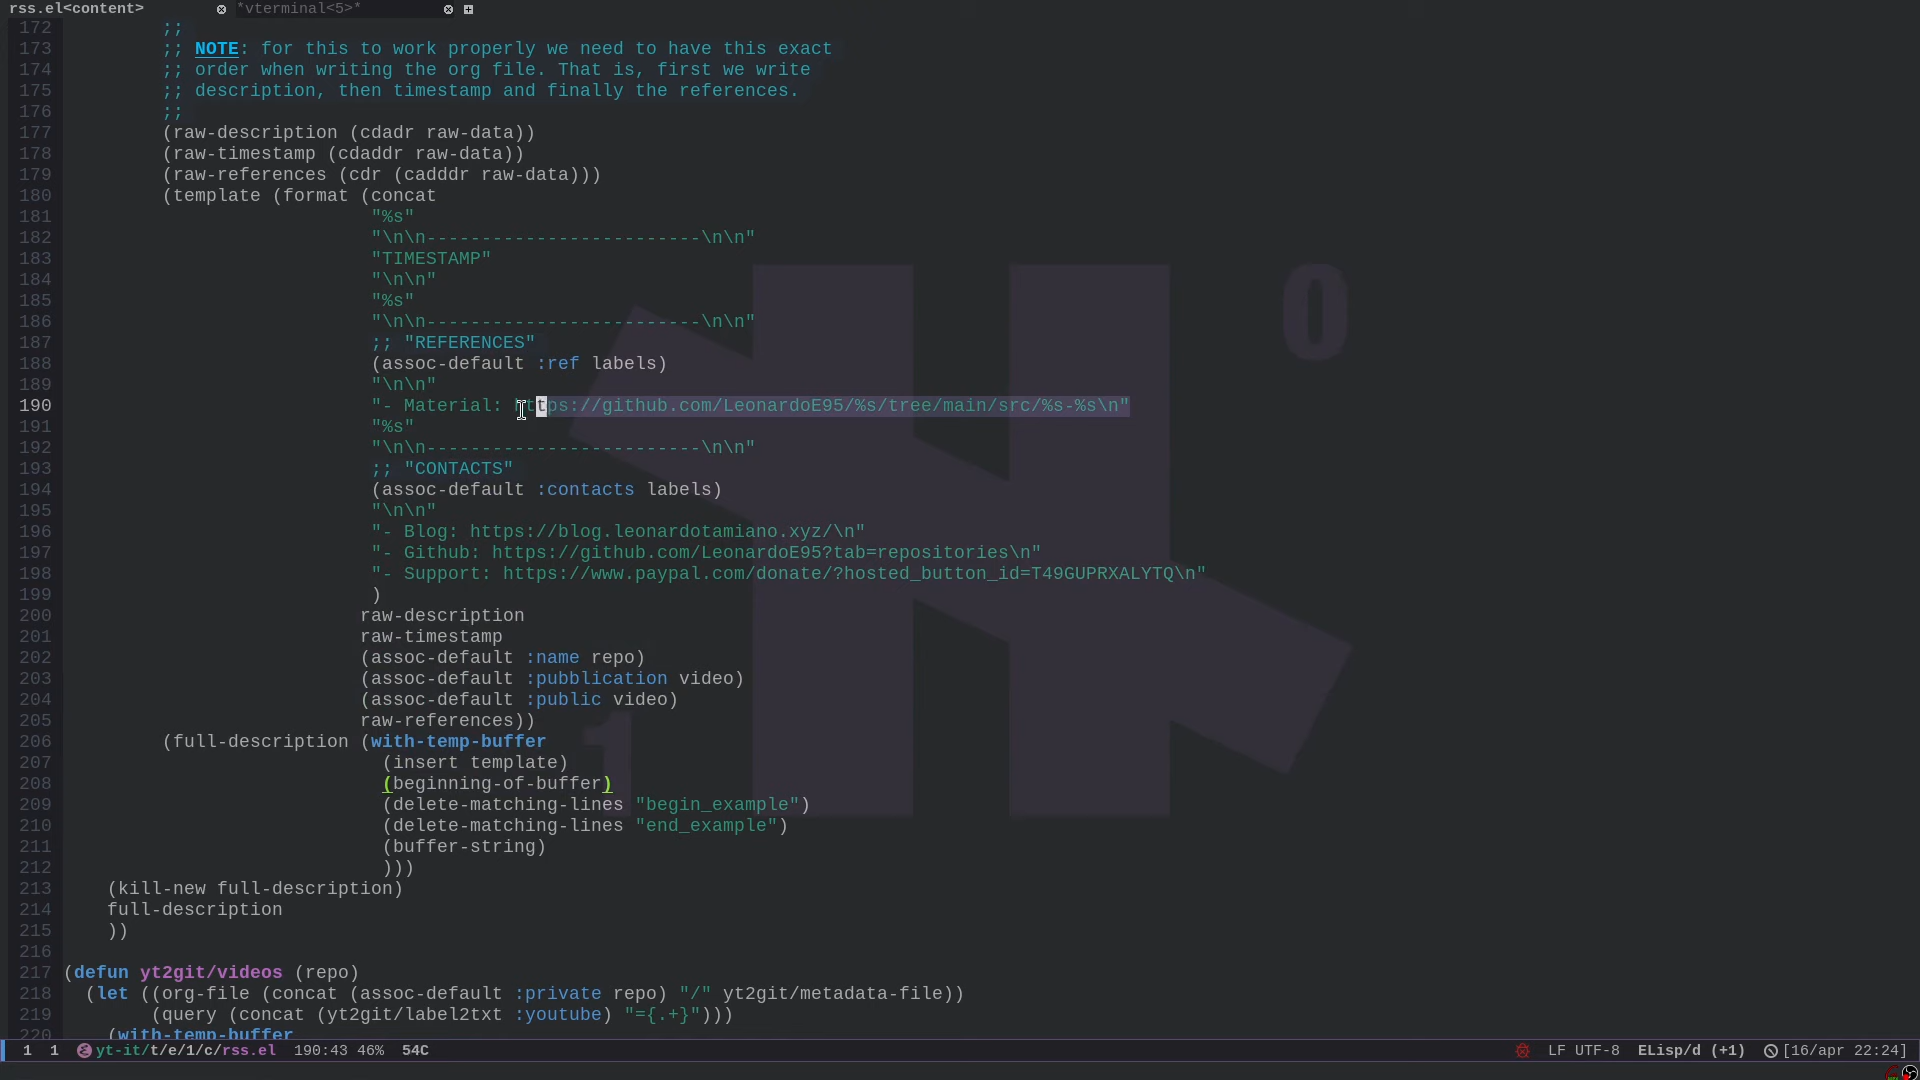 rss.el<content> *vterminal<5>*
172 ;;
173 ;; NOTE: for this to work properly we need to have this exact
174 ;; order when writing the org file. That is, first we write
175 ;; description, then timestamp and finally the references.
176 ;;
177 (raw-description (cdadr raw-data))
178 (raw-timestamp (cdaddr raw-data))
179 (raw-references (cdr (cadddr raw-data)))
180 (template (format (concat
181 "%s"
182 "\n\n-------------------------\n\n"
183 "TIMESTAMP"
184 "\n\n"
185 "%s"
186 "\n\n-------------------------\n\n"
187 ;; "REFERENCES"
188 (assoc-default :ref labels)
189 "\n\n"
190 "- Material: https://github.com/LeonardoE95/%s/tree/main/src/%s-%s\n"
191 "%s"
192 "\n\n-------------------------\n\n"
193 ;; "CONTACTS"
194 (assoc-default :contacts labels)
195 "\n\n"
196 "- Blog: https://blog.leonardotamiano.xyz/\n"
197 "- Github: https://github.com/LeonardoE95?tab=repositories\n"
198 "- Support: https://www.paypal.com/donate/?hosted_button_id=T49GUPRXALYTQ\n"
199 )
200 raw-description
201 raw-timestamp
202 (assoc-default :name repo)
203 (assoc-default :pubblication video)
204 (assoc-default :public video)
205 raw-references))
206 (full-description (with-temp-buffer
207 (insert template)
208 (beginning-of-buffer)
209 (delete-matching-lines "begin_example")
210 (delete-matching-lines "end_example")
211 (buffer-string)
212 )))
213 (kill-new full-description)
214 full-description
215 ))
216
217 (defun yt2git/videos (repo)
218 (let ((org-file (concat (assoc-default :private repo) "/" yt2git/metadata-file))
219 (query (concat (yt2git/label2txt :youtube) "={.+}")))
220 (with-temp-buffer
1 1 yt-it/t/e/1/c/rss.el 190:43 46% 54C LF UTF-8 ELisp/d (+1) [16/apr 22:24]
0
1